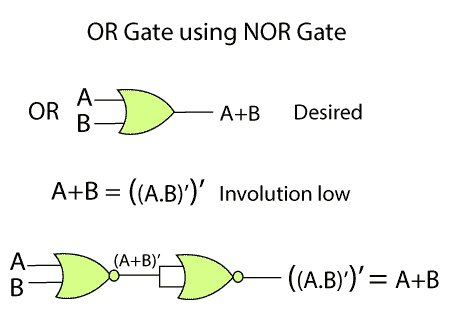 OR Gate using NOR Gate
OR A B A+B Desired
A+B = ((A.B)')' Involution low
A B (A+B)' ((A.B)')' = A+B